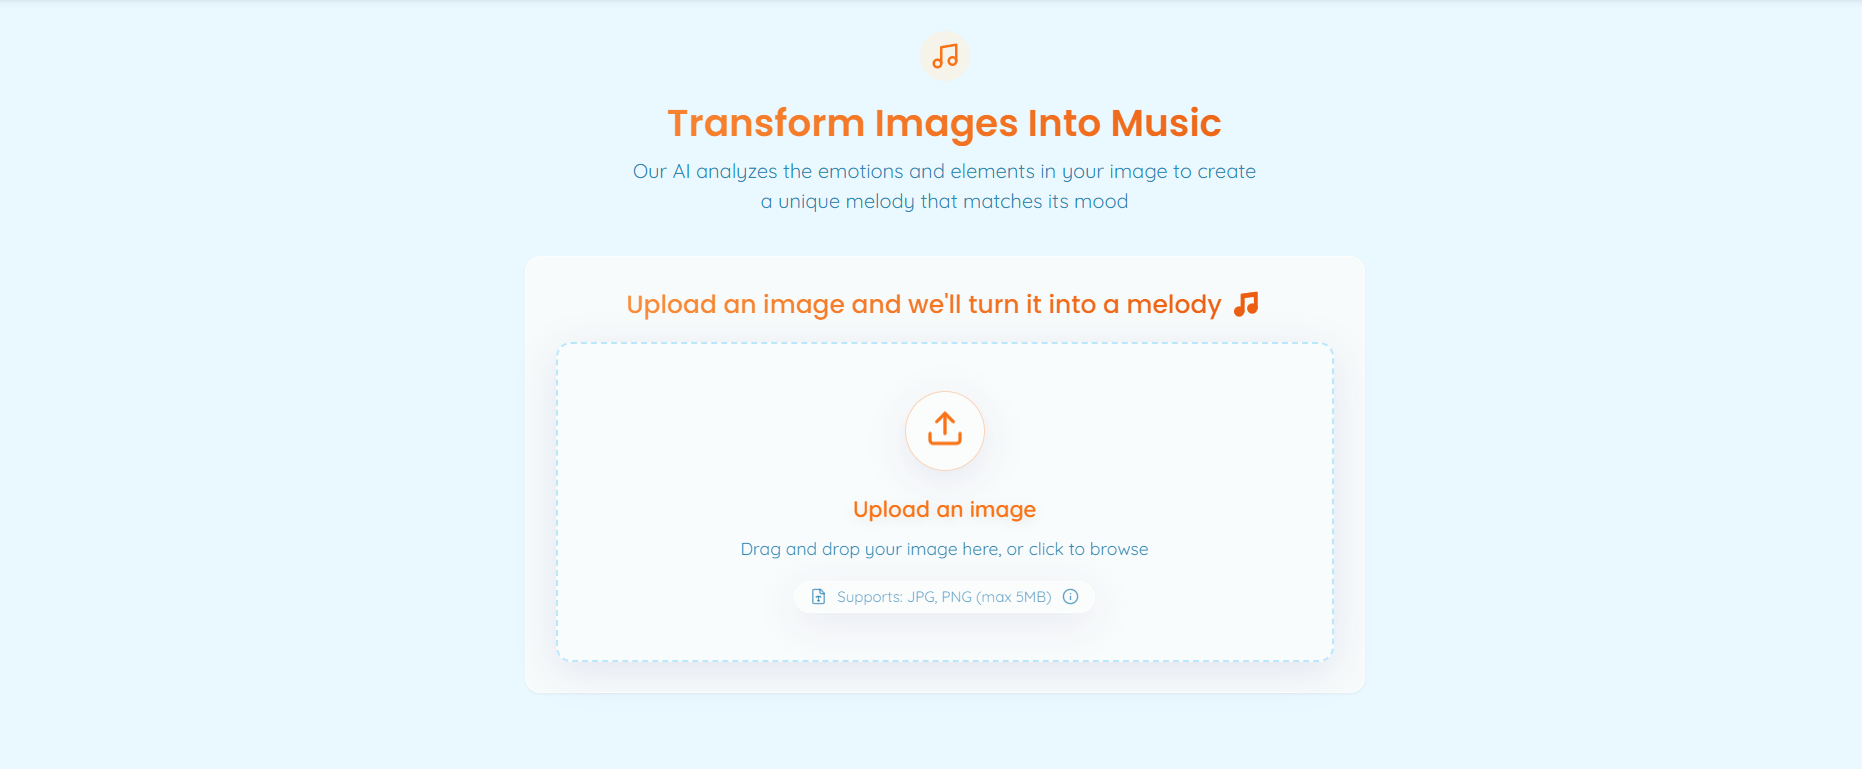 Transform Images Into Music
Our AI analyzes the emotions and elements in your image to create
a unique melody that matches its mood
Upload an image and we'll turn it into a melody
Upload an image
Drag and drop your image here, or click to browse
Supports: JPG, PNG (max 5MB)